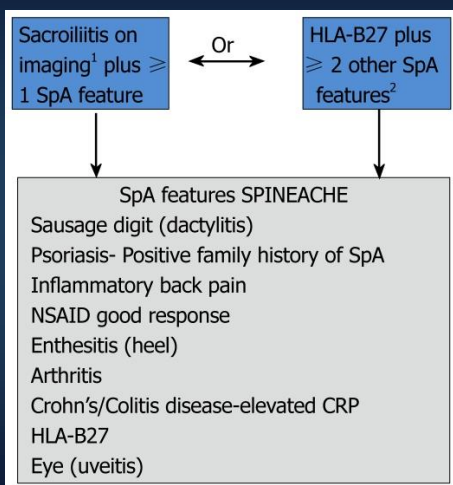 Sacroiliitis on
imaging¹ plus ⩾
1 SpA feature
Or
HLA-B27 plus
⩾ 2 other SpA
features²
SpA features SPINEACHE
Sausage digit (dactylitis)
Psoriasis- Positive family history of SpA
Inflammatory back pain
NSAID good response
Enthesitis (heel)
Arthritis
Crohn's/Colitis disease-elevated CRP
HLA-B27
Eye (uveitis)